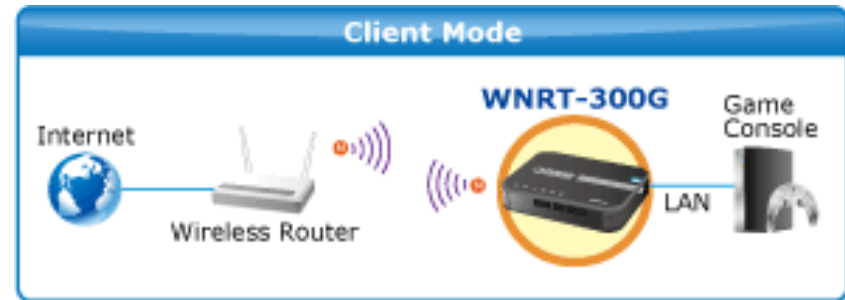 Client Mode
WNRT-300G
Game
Console
Internet
LAN
Wireless Router